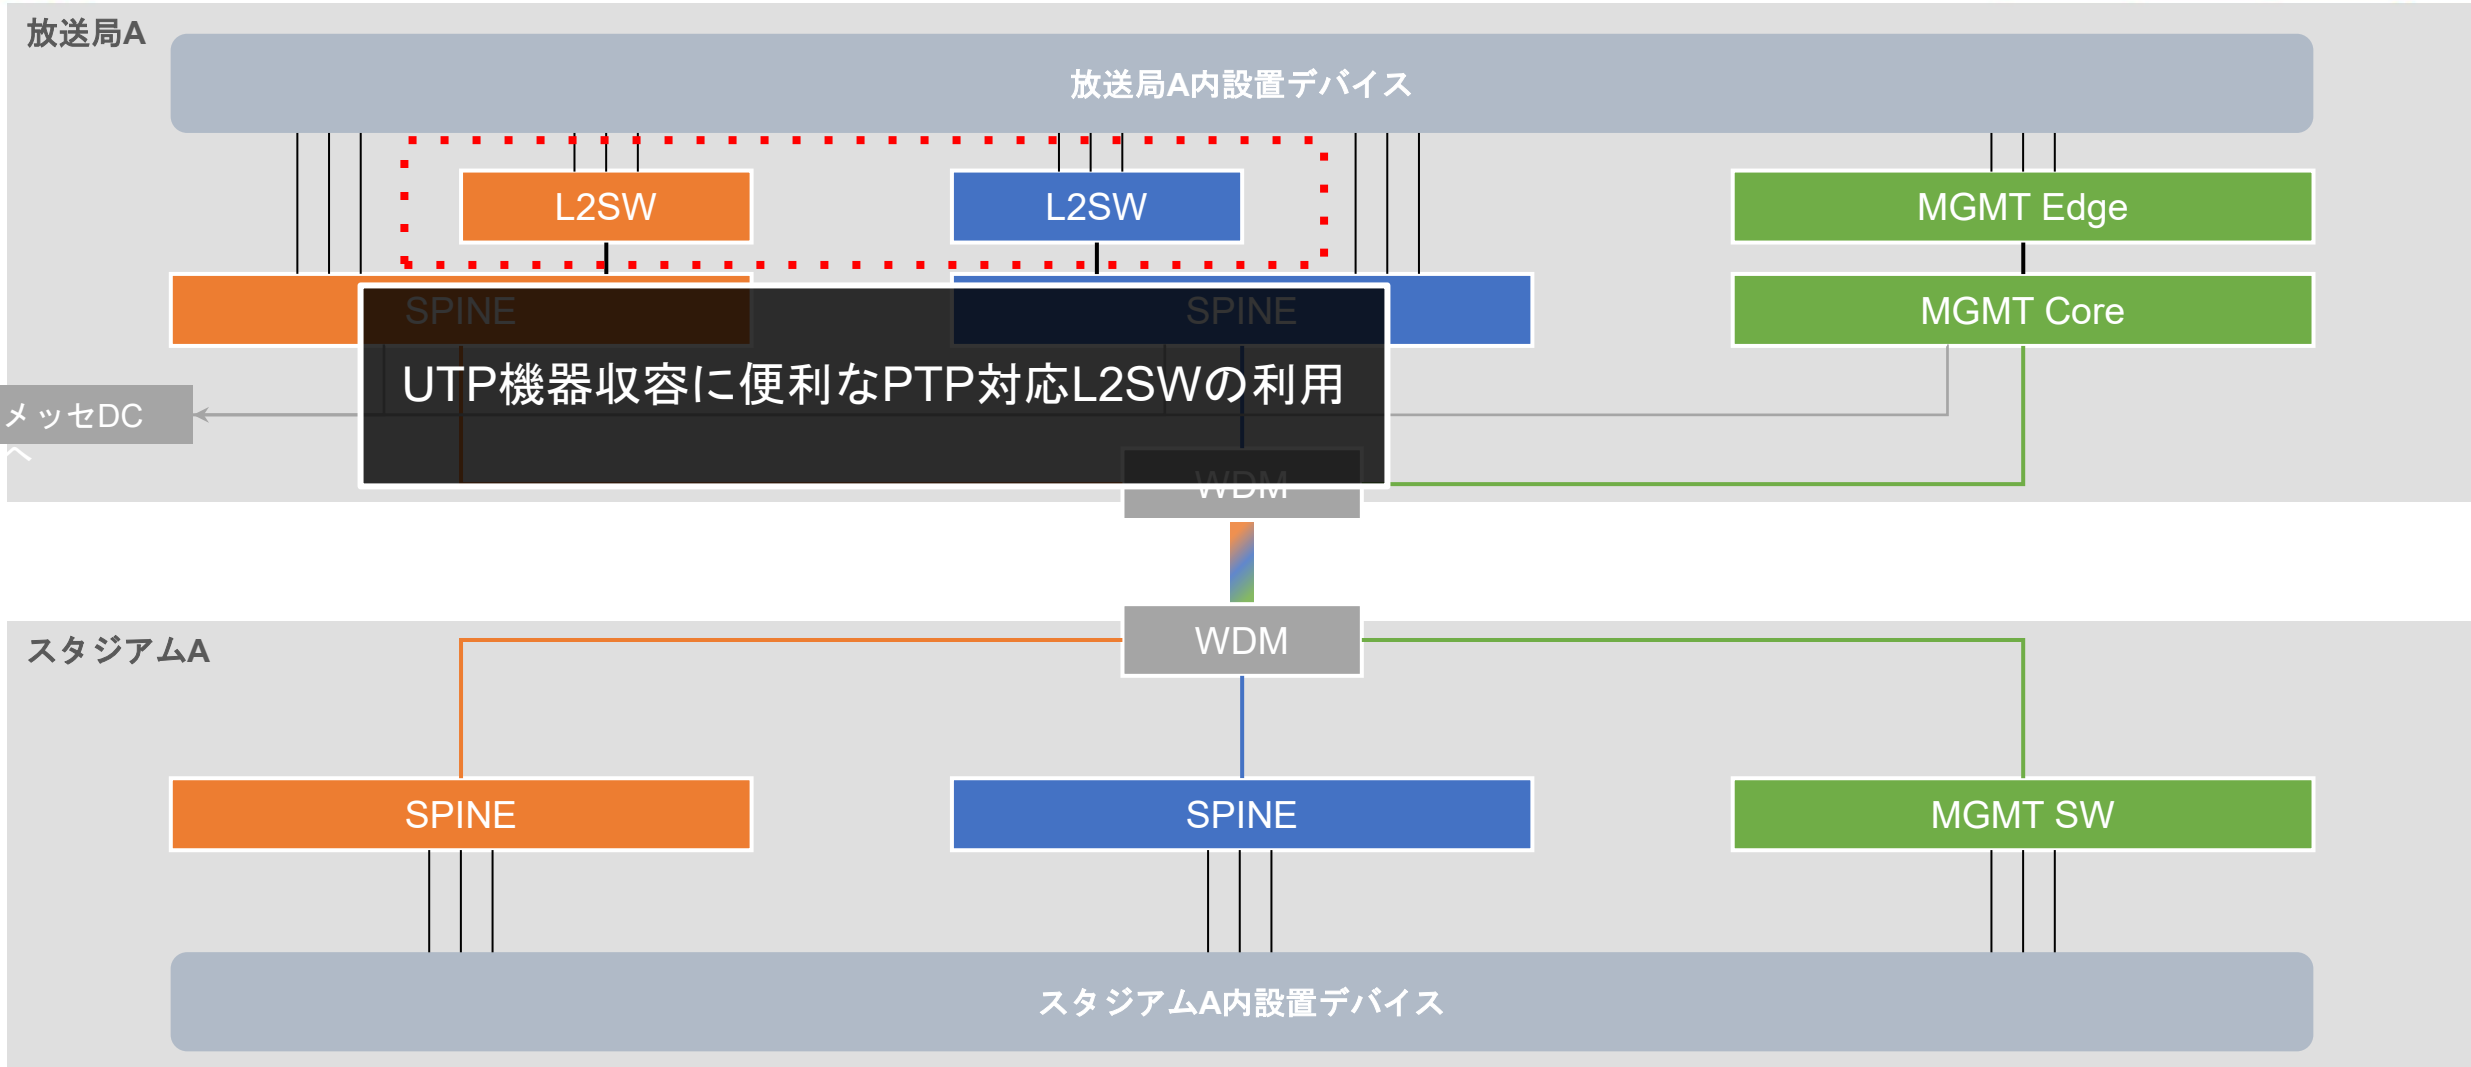 放送局A
放送局A内設置デバイス
L2SW
L2SW
MGMT Edge
SPINE
SPINE
MGMT Core
UTP機器収容に便利なPTP対応L2SWの利用
メッセDC
へ
WDM
WDM
スタジアムA
SPINE
SPINE
MGMT SW
スタジアムA内設置デバイス